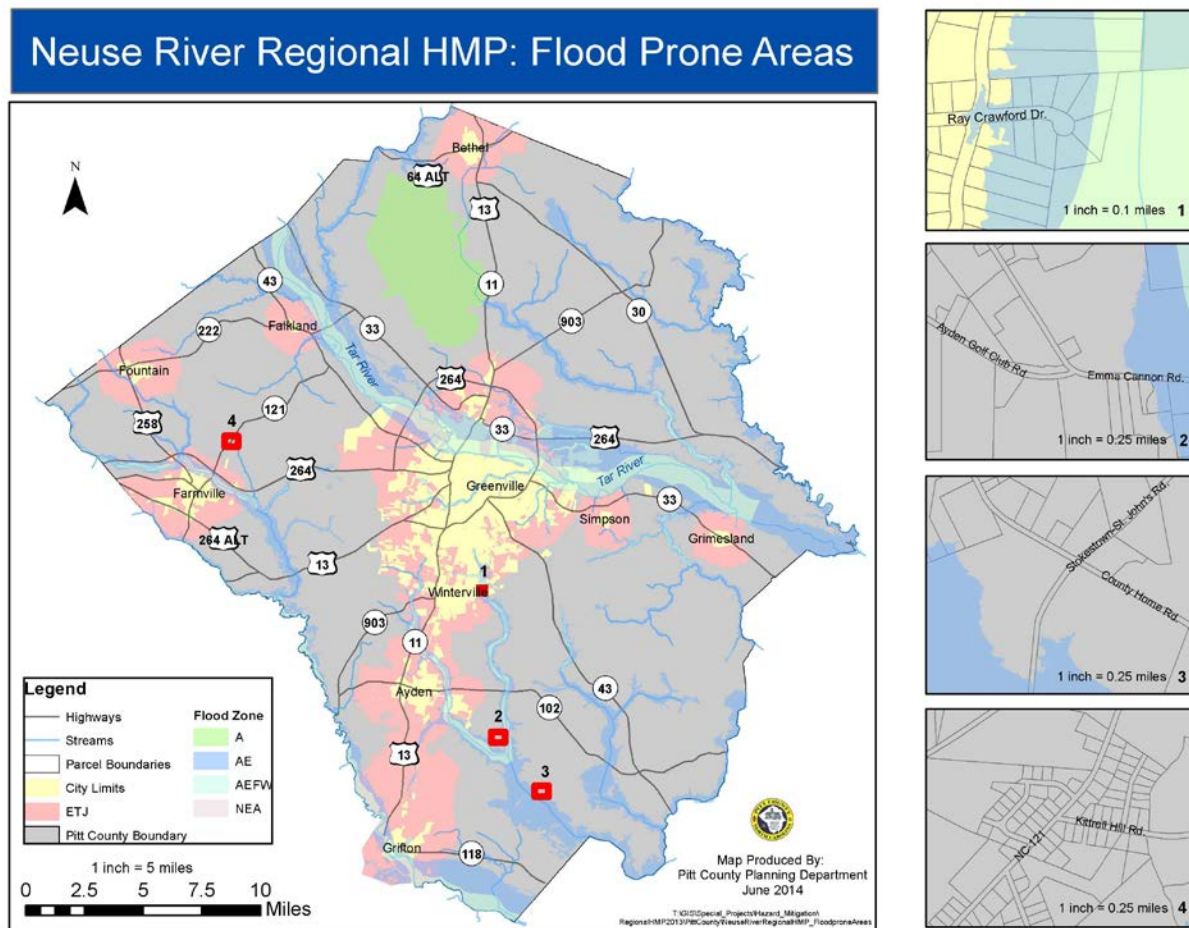 Neuse River Regional HMP: Flood Prone Areas
N
Bethel
64 ALT
13
43
11
Falkland
33
903
30
222
Tar River
Fountain
264
258
4
121
33
264
264
Greenville
Tar River
Farmville
Simpson
33
Grimesland
264 ALT
13
1
Winterville
903
11
Ayden
43
102
2
13
3
Grifton
118
Legend
Highways
Streams
Parcel Boundaries
City Limits
ETJ
Pitt County Boundary
Flood Zone
A
AE
AEFW
NEA
1 inch = 5 miles
0 2.5 5 7.5 10
Miles
Map Produced By:
Pitt County Planning Department
June 2014
Ray Crawford Dr.
1 inch = 0.1 miles 1
Ayden Golf Club Rd
Emma Cannon Rd.
1 inch = 0.25 miles 2
Stokestown-St. John's Rd.
County Home Rd.
1 inch = 0.25 miles 3
NC 121
Kittrell Hill Rd.
1 inch = 0.25 miles 4